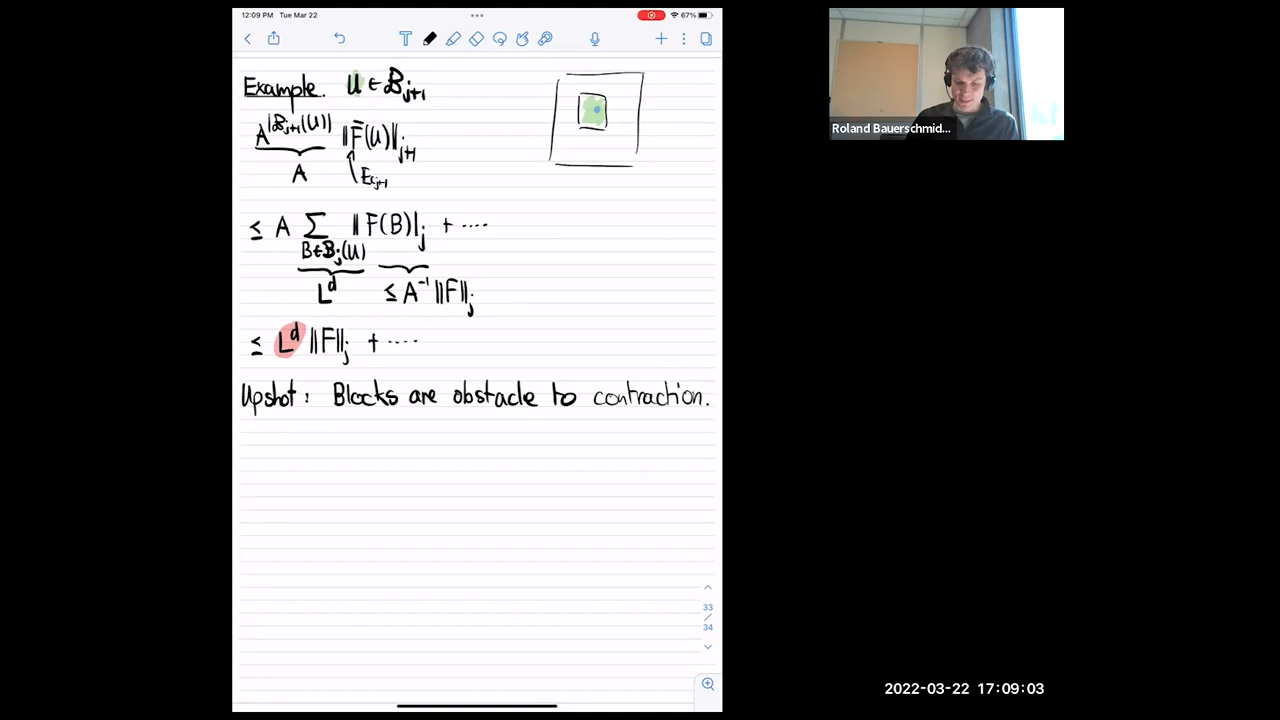 12:09 PM Tue Mar 22
67%
Example. U ∈ 𝓑_{j+1}
A^{|𝓑_{j+1}(U)|} ‖F̄(U)‖_{j+1}
A E_{C_{j+1}}
≤ A ∑_{B∈𝓑_j(U)} ‖F(B)‖_j + ····
L^d ≤ A^{-1} ‖F‖_j
≤ L^d ‖F‖_j + ····
Upshot: Blocks are obstacle to contraction.
33
/
34
Roland Bauerschmid...
2022-03-22 17:09:03